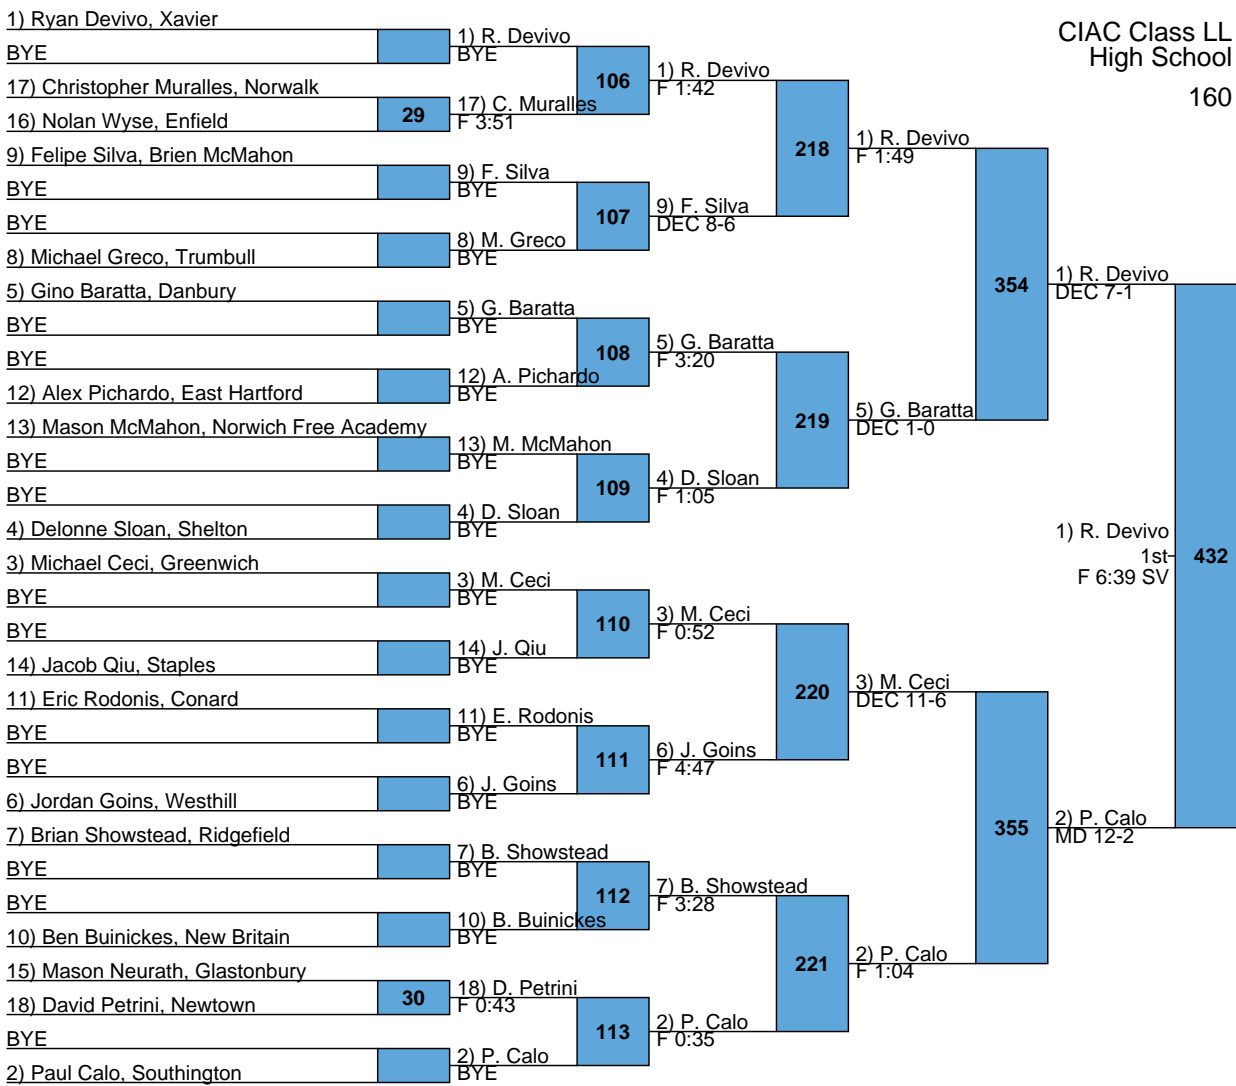 CIAC Class LL
High School
160
1) Ryan Devivo, Xavier
BYE
17) Christopher Muralles, Norwalk
16) Nolan Wyse, Enfield
9) Felipe Silva, Brien McMahon
BYE
BYE
8) Michael Greco, Trumbull
5) Gino Baratta, Danbury
BYE
BYE
12) Alex Pichardo, East Hartford
13) Mason McMahon, Norwich Free Academy
BYE
BYE
4) Delonne Sloan, Shelton
3) Michael Ceci, Greenwich
BYE
BYE
14) Jacob Qiu, Staples
11) Eric Rodonis, Conard
BYE
BYE
6) Jordan Goins, Westhill
7) Brian Showstead, Ridgefield
BYE
BYE
10) Ben Buinickes, New Britain
15) Mason Neurath, Glastonbury
18) David Petrini, Newtown
BYE
2) Paul Calo, Southington
29
30
1) R. Devivo
BYE
17) C. Muralles
F 3:51
9) F. Silva
BYE
8) M. Greco
BYE
5) G. Baratta
BYE
12) A. Pichardo
BYE
13) M. McMahon
BYE
4) D. Sloan
BYE
3) M. Ceci
BYE
14) J. Qiu
BYE
11) E. Rodonis
BYE
6) J. Goins
BYE
7) B. Showstead
BYE
10) B. Buinickes
BYE
18) D. Petrini
F 0:43
2) P. Calo
BYE
106
107
108
109
110
111
112
113
1) R. Devivo
F 1:42
9) F. Silva
DEC 8-6
5) G. Baratta
F 3:20
4) D. Sloan
F 1:05
3) M. Ceci
F 0:52
6) J. Goins
F 4:47
7) B. Showstead
F 3:28
2) P. Calo
F 0:35
218
219
220
221
1) R. Devivo
F 1:49
5) G. Baratta
DEC 1-0
3) M. Ceci
DEC 11-6
2) P. Calo
F 1:04
354
355
1) R. Devivo
DEC 7-1
2) P. Calo
MD 12-2
432
1) R. Devivo
1st
F 6:39 SV